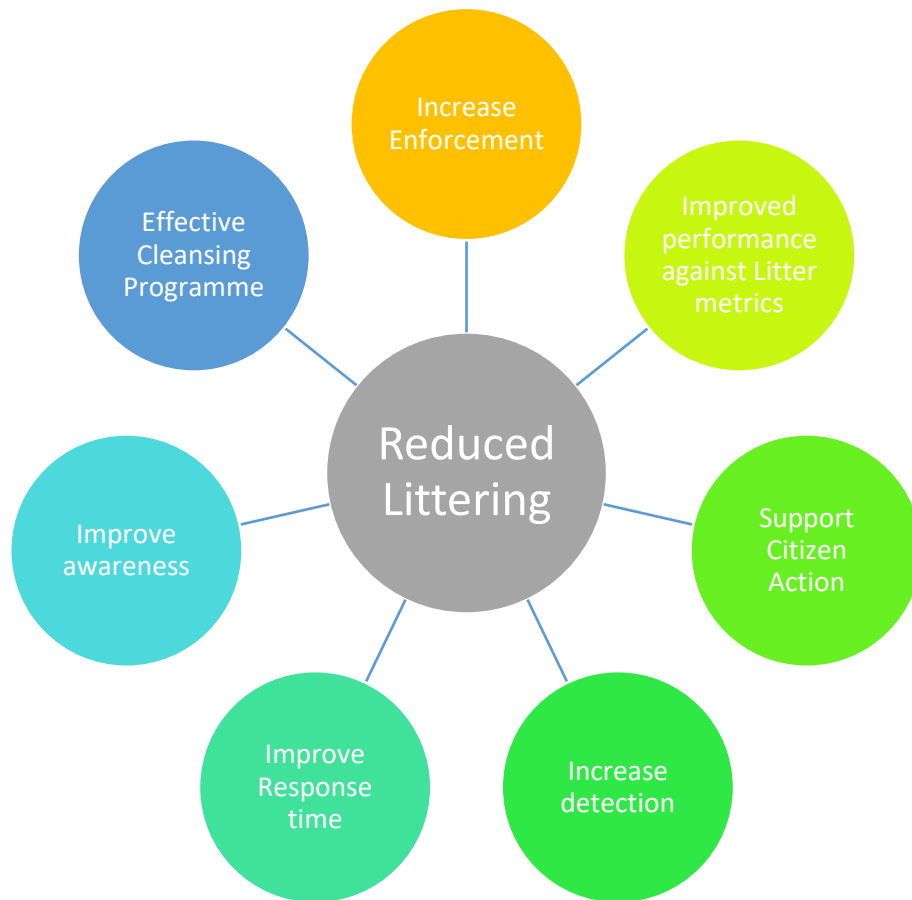 Increase
Enforcement
Improved
performance
against Litter
metrics
Support
Citizen
Action
Increase
detection
Improve
Response
time
Improve
awareness
Effective
Cleansing
Programme
Reduced
Littering